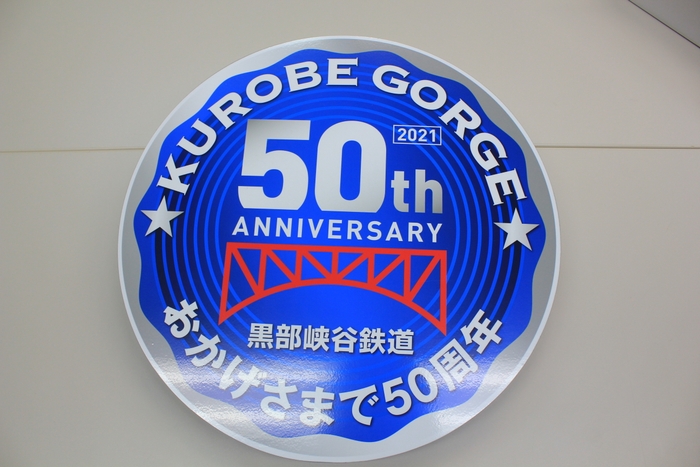 KUROBE GORGE
50th
2021
ANNIVERSARY
黒部峡谷鉄道
おかげさまで50周年